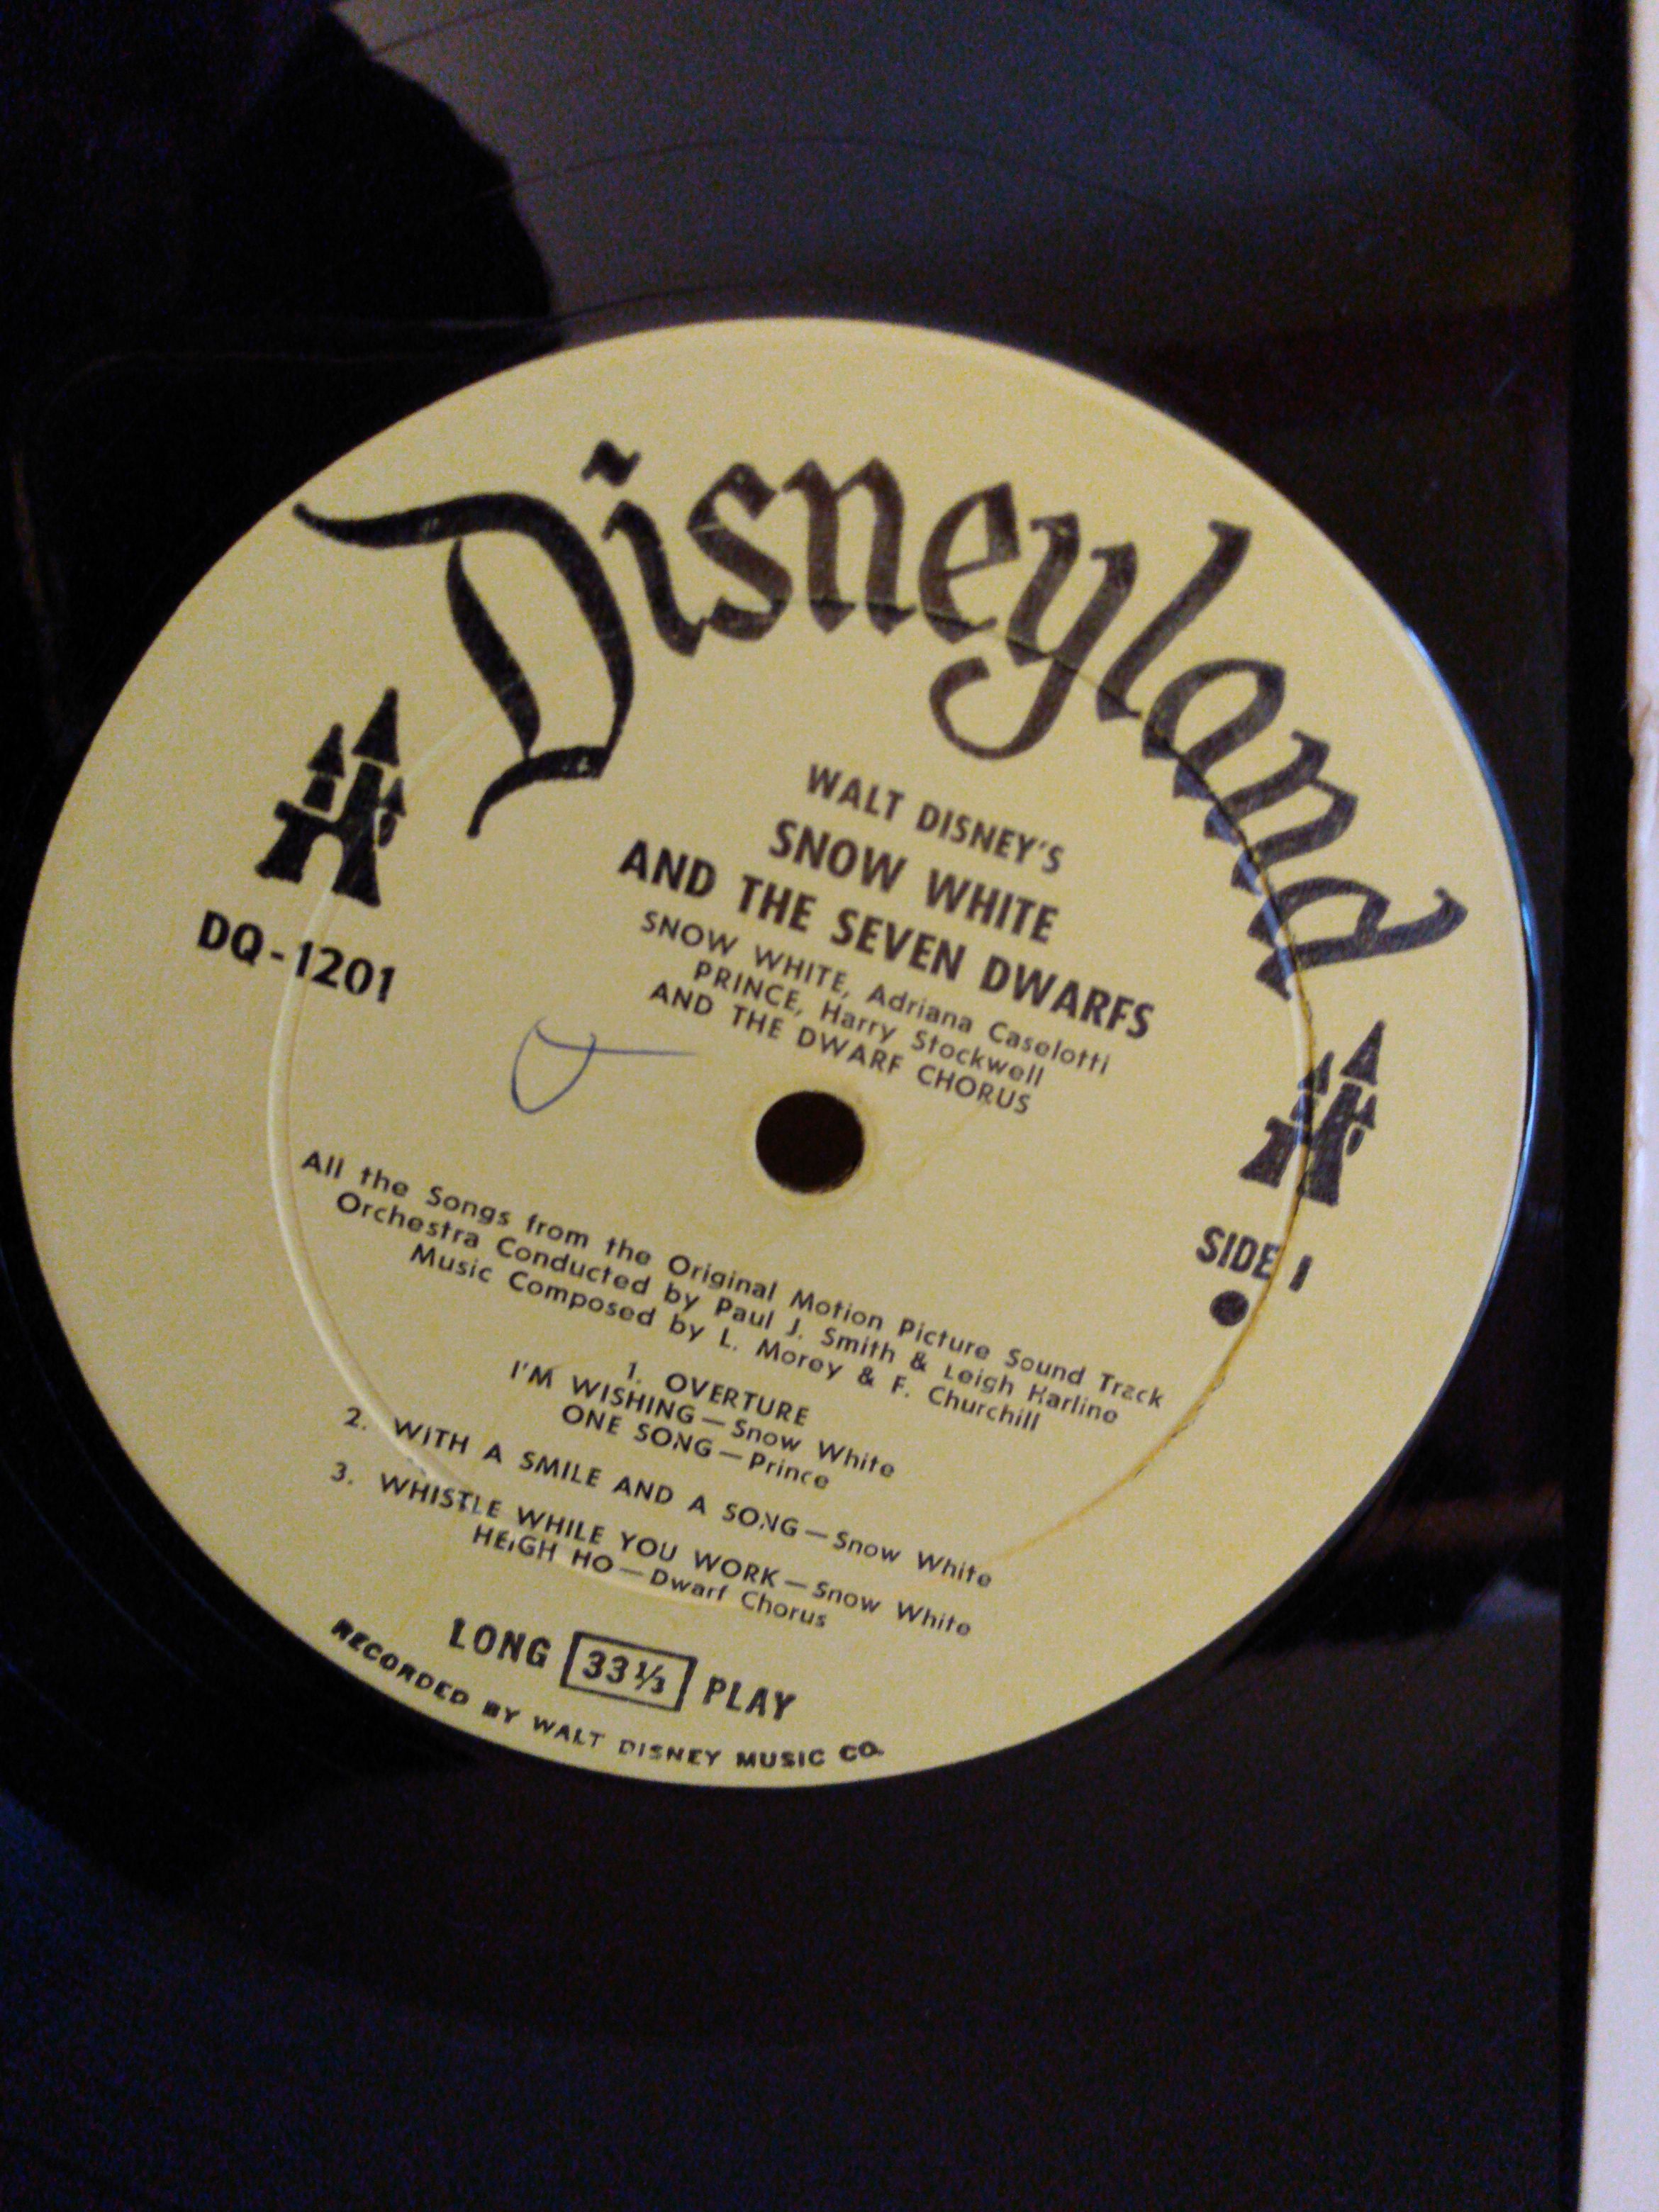 Disneyland
WALT DISNEY'S
SNOW WHITE
AND THE SEVEN DWARFS
SNOW WHITE, Adriana Caselotti
PRINCE, Harry Stockwell
AND THE DWARF CHORUS
DQ-1201
SIDE 1
All the Songs from the Original Motion Picture Sound Track
Orchestra Conducted by Paul J. Smith & Leigh Harline
Music Composed by L. Morey & F. Churchill
1. OVERTURE
I'M WISHING—Snow White
ONE SONG—Prince
2. WITH A SMILE AND A SONG—Snow White
3. WHISTLE WHILE YOU WORK—Snow White
HEIGH HO—Dwarf Chorus
LONG 33⅓ PLAY
RECORDED BY WALT DISNEY MUSIC CO.